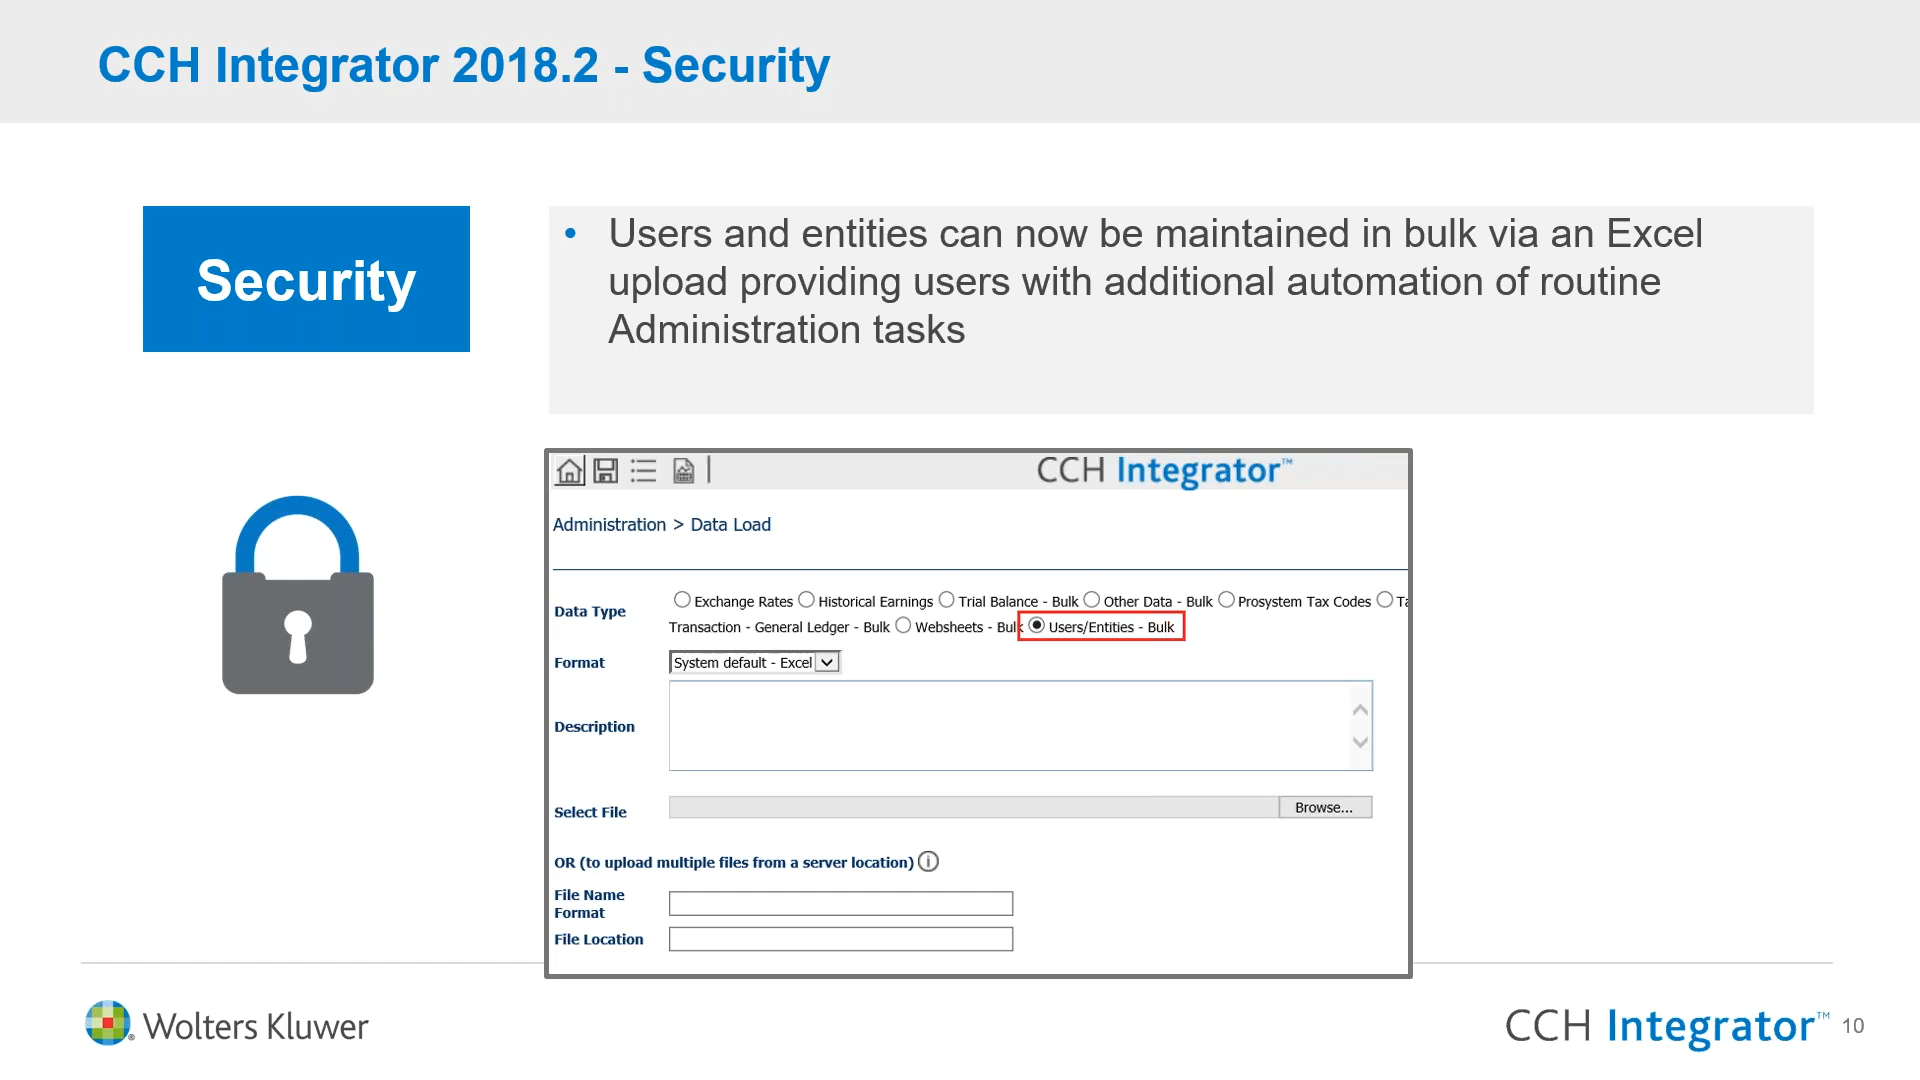 CCH Integrator 2018.2 - Security
Security
• Users and entities can now be maintained in bulk via an Excel
upload providing users with additional automation of routine
Administration tasks
CCH Integrator™
Administration > Data Load
Data Type
Exchange Rates Historical Earnings Trial Balance - Bulk Other Data - Bulk Prosystem Tax Codes
Transaction - General Ledger - Bulk Websheets - Bulk Users/Entities - Bulk
Format System default - Excel
Description
Select File Browse...
OR (to upload multiple files from a server location)
File Name
Format
File Location
Wolters Kluwer
CCH Integrator™ 10